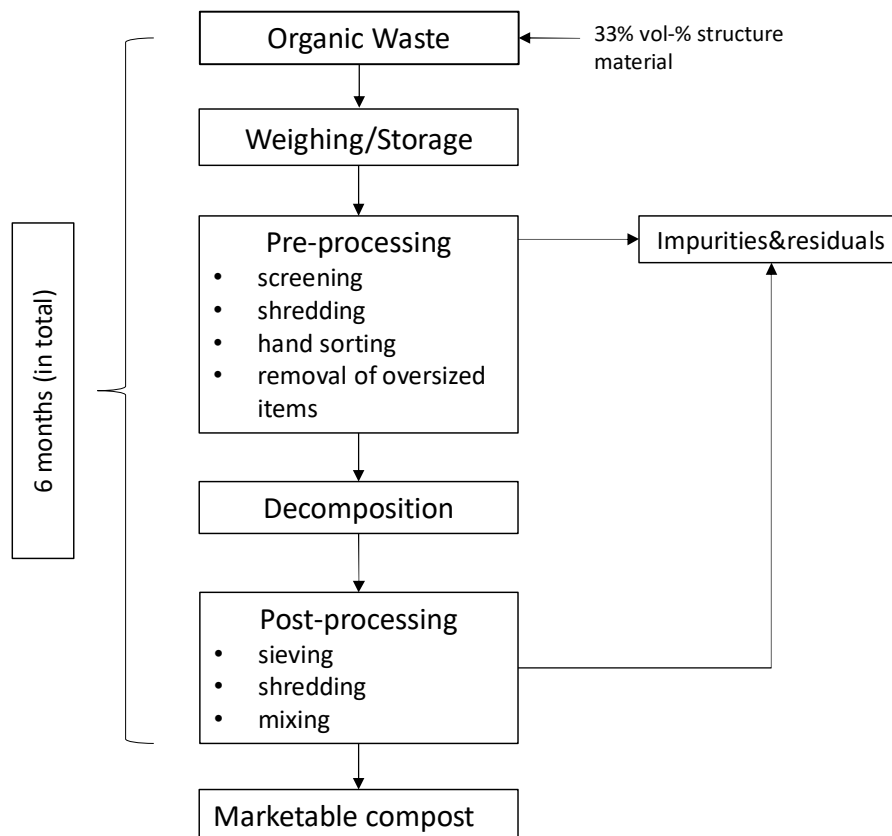 Organic Waste
33% vol-% structure
material
Weighing/Storage
Pre-processing
• screening
• shredding
• hand sorting
• removal of oversized
items
Impurities&residuals
6 months (in total)
Decomposition
Post-processing
• sieving
• shredding
• mixing
Marketable compost